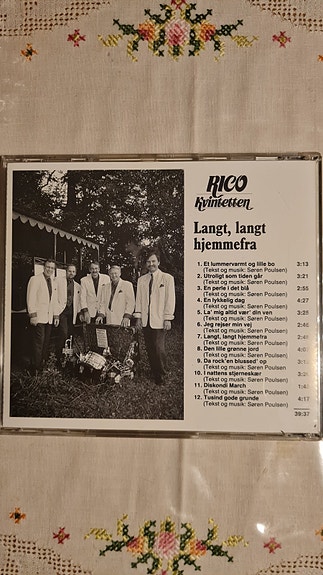 RICO
Kvintetten
Langt, langt
hjemmefra
1. Et lummervarmt og lille bo 3:13
(Tekst og musik: Søren Poulsen)
2. Utroligt som tiden går 3:21
(Tekst og musik: Søren Poulsen)
3. En perle i det blå 2:55
(Tekst og musik: Søren Poulsen)
4. En lykkelig dag 4:27
(Tekst og musik: Søren Poulsen)
5. La' mig altid vær' din ven 3:25
(Tekst og musik: Søren Poulsen)
6. Jeg rejser min vej
(Tekst og musik: Søren Poulsen)
7. Langt, langt hjemmefra
(Tekst og musik: Søren Poulsen)
8. Den lille grønne jord
(Tekst og musik: Søren Poulsen)
9. Da rock'en blussed' op
(Tekst og musik: Søren Poulsen
10. I nattens stjerneskær
(Tekst og musik: Søren Poulsen)
11. Diskondi March
(Tekst og musik: Søren Poulsen)
12. Tusind gode grunde 4:17
(Tekst og musik: Søren Poulsen)
39:37